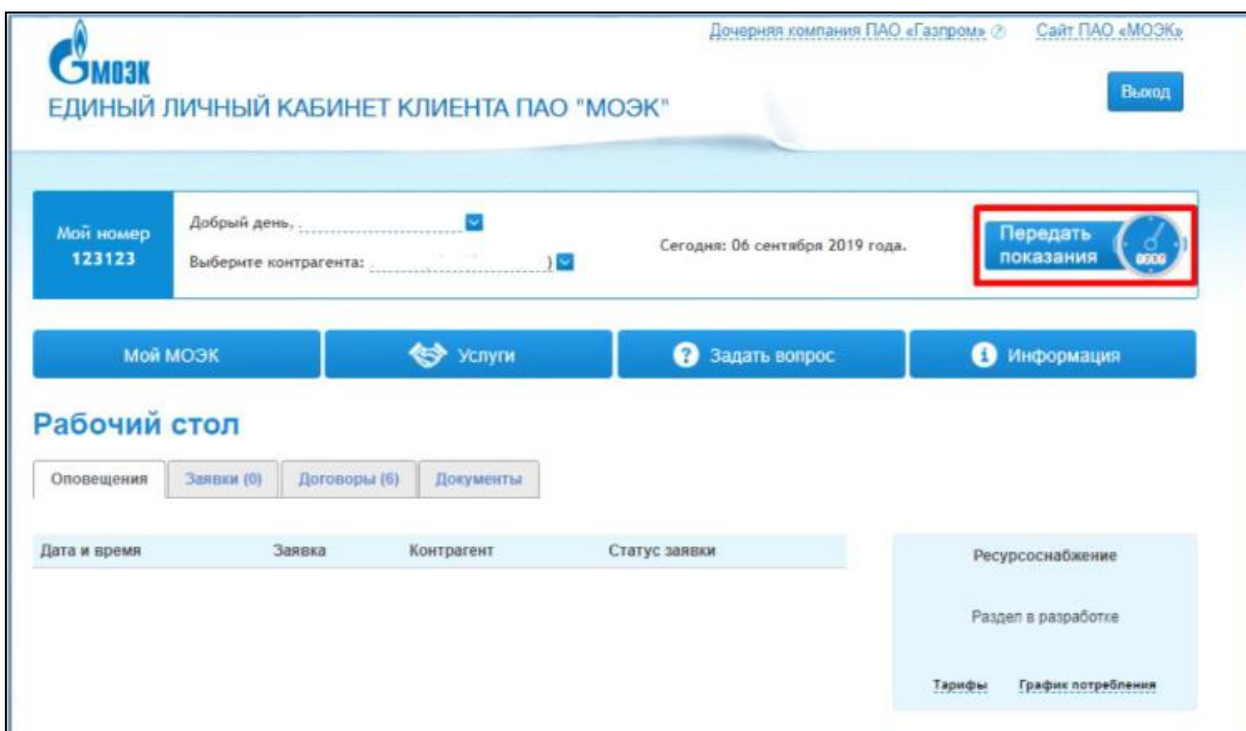 Дочерняя компания ПАО «Газпром» Сайт ПАО «МОЭК»
МОЭК
ЕДИНЫЙ ЛИЧНЫЙ КАБИНЕТ КЛИЕНТА ПАО "МОЭК"
Выход
Мой номер
123123
Добрый день,
Выберите контрагента: )
Сегодня: 06 сентября 2019 года.
Передать
показания
0606
Мой МОЭК Услуги ? Задать вопрос i Информация
Рабочий стол
Оповещения Заявки (0) Договоры (6) Документы
Дата и время Заявка Контрагент Статус заявки
Ресурсоснабжение
Раздел в разработке
Тарифы График потребления